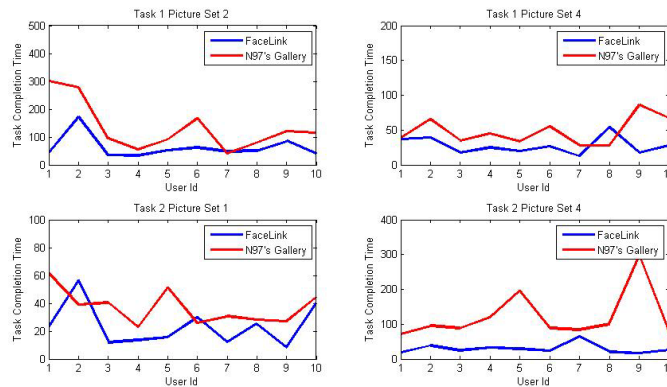 Task 1 Picture Set 2
500
400
300
200
100
0
Task Completion Time
FaceLink
N97's Gallery
1 2 3 4 5 6 7 8 9 10
User Id
Task 1 Picture Set 4
200
150
100
50
0
Task Completion Time
FaceLink
N97's Gallery
1 2 3 4 5 6 7 8 9 10
User Id
Task 2 Picture Set 1
100
80
60
40
20
0
Task Completion Time
FaceLink
N97's Gallery
1 2 3 4 5 6 7 8 9 10
User Id
Task 2 Picture Set 4
400
300
200
100
0
Task Completion Time
FaceLink
N97's Gallery
1 2 3 4 5 6 7 8 9 10
User Id